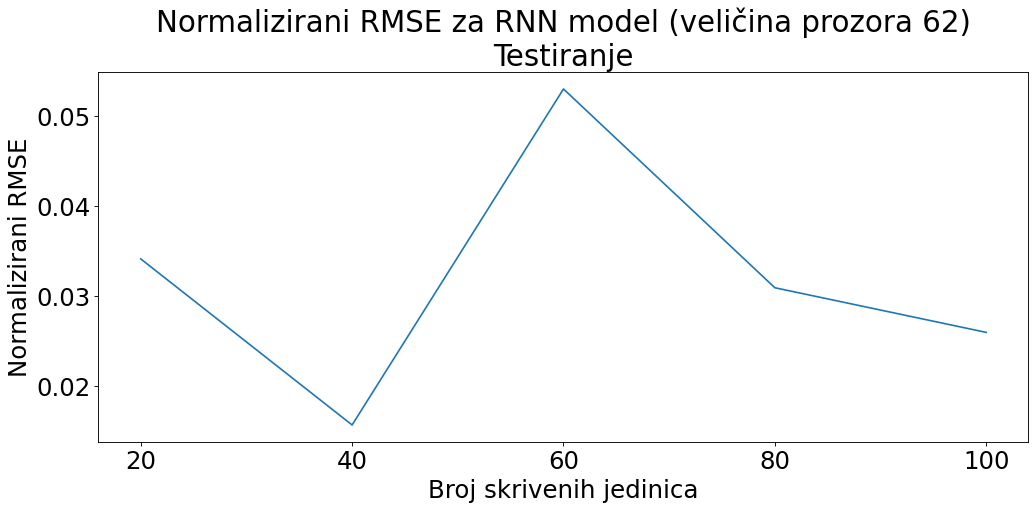 Normalizirani RMSE za RNN model (veličina prozora 62)
Testiranje
Normalizirani RMSE
0.05
0.04
0.03
0.02
20 40 60 80 100
Broj skrivenih jedinica